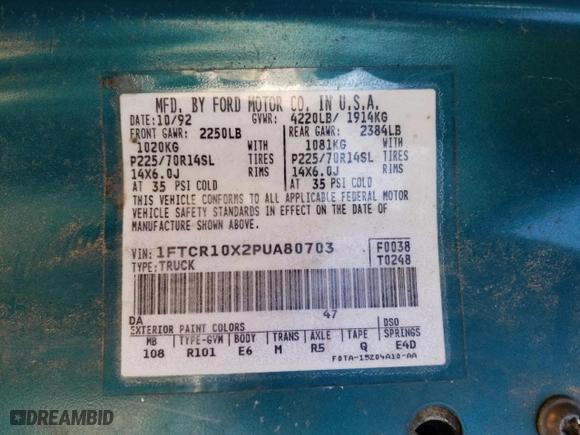 MFD. BY FORD MOTOR CO. IN U.S.A.
DATE: 10/92 GVWR: 4220LB/ 1914KG
FRONT GAWR: 2250LB REAR GAWR: 2384LB
1020KG WITH 1081KG WITH
P225/70R14SL TIRES P225/70R14SL TIRES
14X6.0J RIMS 14X6.0J RIMS
AT 35 PSI COLD AT 35 PSI COLD
THIS VEHICLE CONFORMS TO ALL APPLICABLE FEDERAL MOTOR
VEHICLE SAFETY STANDARDS IN EFFECT ON THE DATE OF
MANUFACTURE SHOWN ABOVE.
VIN: 1FTCR10X2PUA80703 F0038
TYPE: TRUCK T0248
DA 47
EXTERIOR PAINT COLORS DSO
MB TYPE-GVM BODY TRANS AXLE TAPE SPRINGS
108 R101 E6 M R5 Q E4D
F0TA-15204A10-AA
DREAMBID